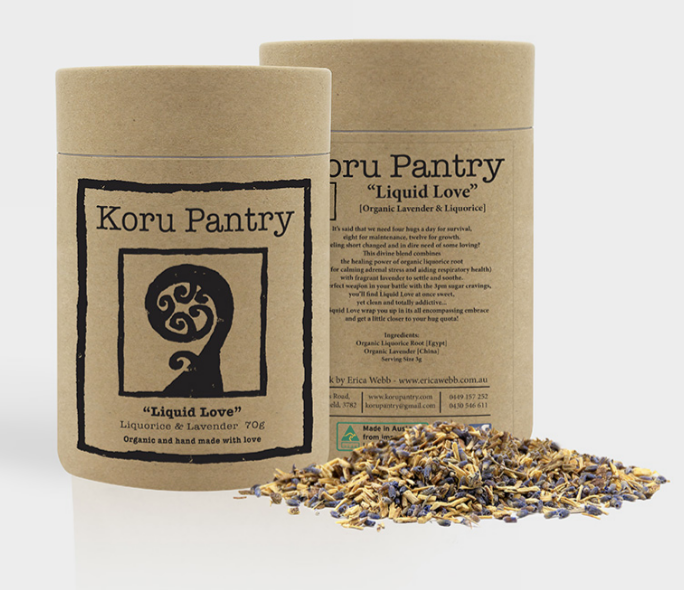 Koru Pantry
“Liquid Love”
Liquorice & Lavender 70g
Organic and hand made with love
oru Pantry
“Liquid Love”
[Organic Lavender & Liquorice]
It's said that we need four hugs a day for survival,
eight for maintenance, twelve for growth.
eling short changed and in dire need of some loving?
This divine blend combines
the healing power of organic liquorice root
for calming adrenal stress and aiding respiratory health)
with fragrant lavender to settle and soothe.
rfect weapon in your battle with the 3pm sugar cravings,
you'll find Liquid Love at once sweet,
yet clean and totally addictive...
iquid Love wrap you up in its all encompassing embrace
and get a little closer to your hug quota!
Ingredients.
Organic Liquorice Root [Egypt]
Organic Lavender [China]
Serving Size 3g
k by Erica Webb - www.ericawebb.com.au
Road, www.korupantry.com 0449 257 252
eld, 3782 korupantry@gmail.com 0430 546 611
Made in Aus
from im